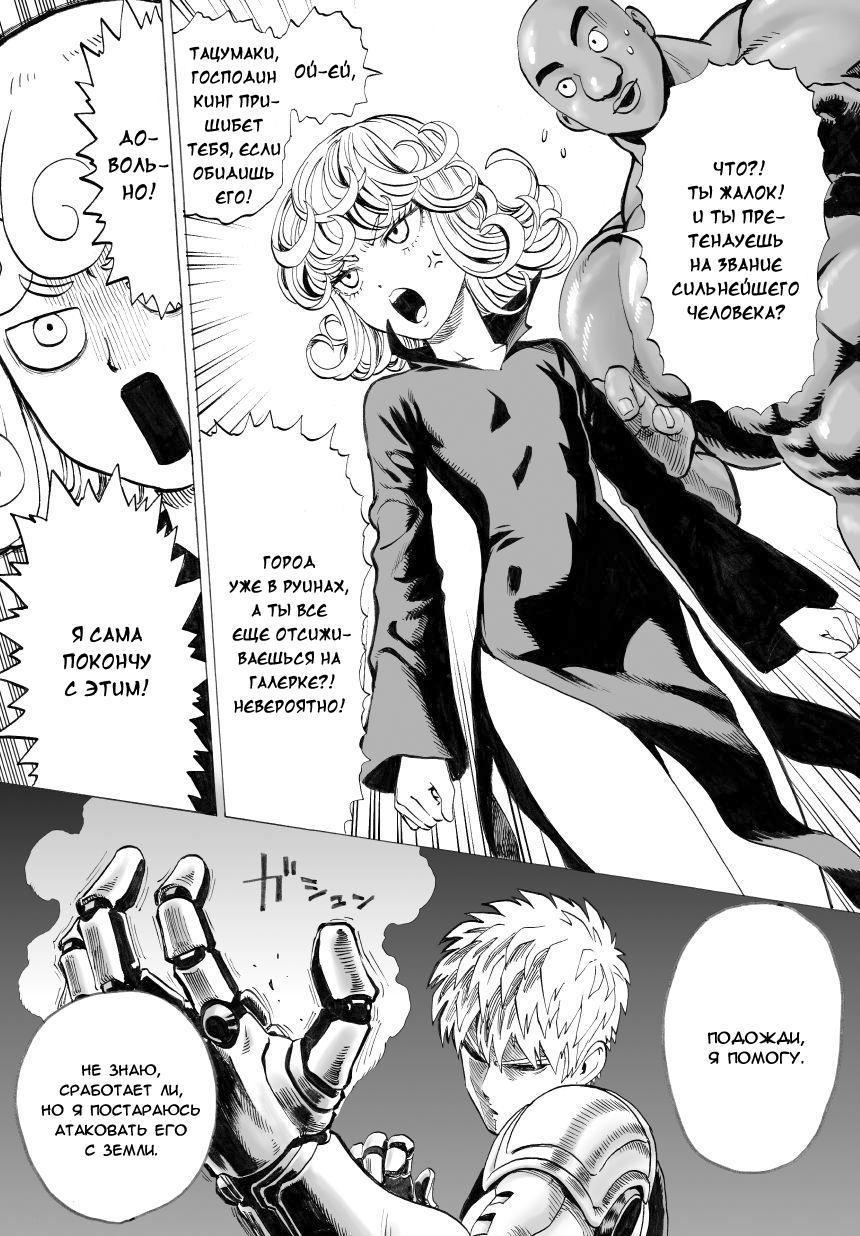 ЧТО?!
ТЫ ЖАЛОК!
И ТЫ ПРЕ-
ТЕНДУЕШЬ
НА ЗВАНИЕ
СИЛЬНЕЙШЕГО
ЧЕЛОВЕКА?
ОЙ-ЕЙ,
ТАЦУМАКИ,
ГОСПОДИН
КИНГ ПРИ-
ШИБЕТ
ТЕБЯ, ЕСЛИ
ОБИДИШЬ
ЕГО!
ГОРОД
УЖЕ В РУИНАХ,
А ТЫ ВСЕ
ЕЩЕ ОТСИЖИ-
ВАЕШЬСЯ НА
ГАЛЕРКЕ?!
НЕВЕРОЯТНО!
ДО-
ВОЛЬ-
НО!
Я САМА
ПОКОНЧУ
С ЭТИМ!
ПОДОЖДИ,
Я ПОМОГУ.
ガシュン
НЕ ЗНАЮ,
СРАБОТАЕТ ЛИ,
НО Я ПОСТАРАЮСЬ
АТАКОВАТЬ ЕГО
С ЗЕМЛИ.